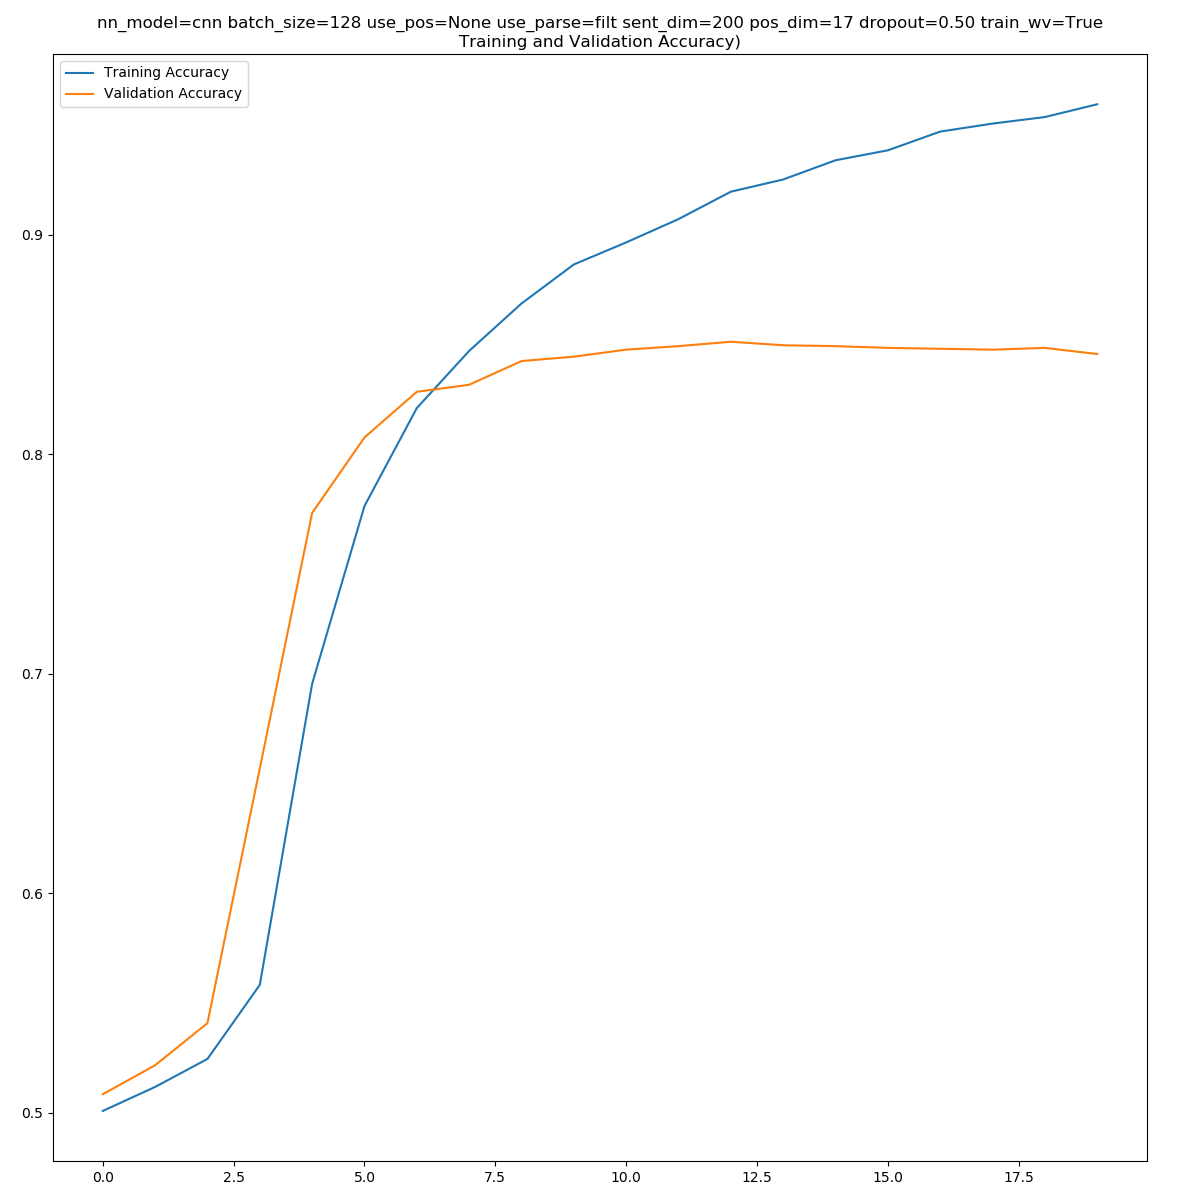 nn_model=cnn batch_size=128 use_pos=None use_parse=filt sent_dim=200 pos_dim=17 dropout=0.50 train_wv=True
Training and Validation Accuracy)
Training Accuracy
Validation Accuracy
0.9
0.8
0.7
0.6
0.5
0.0 2.5 5.0 7.5 10.0 12.5 15.0 17.5